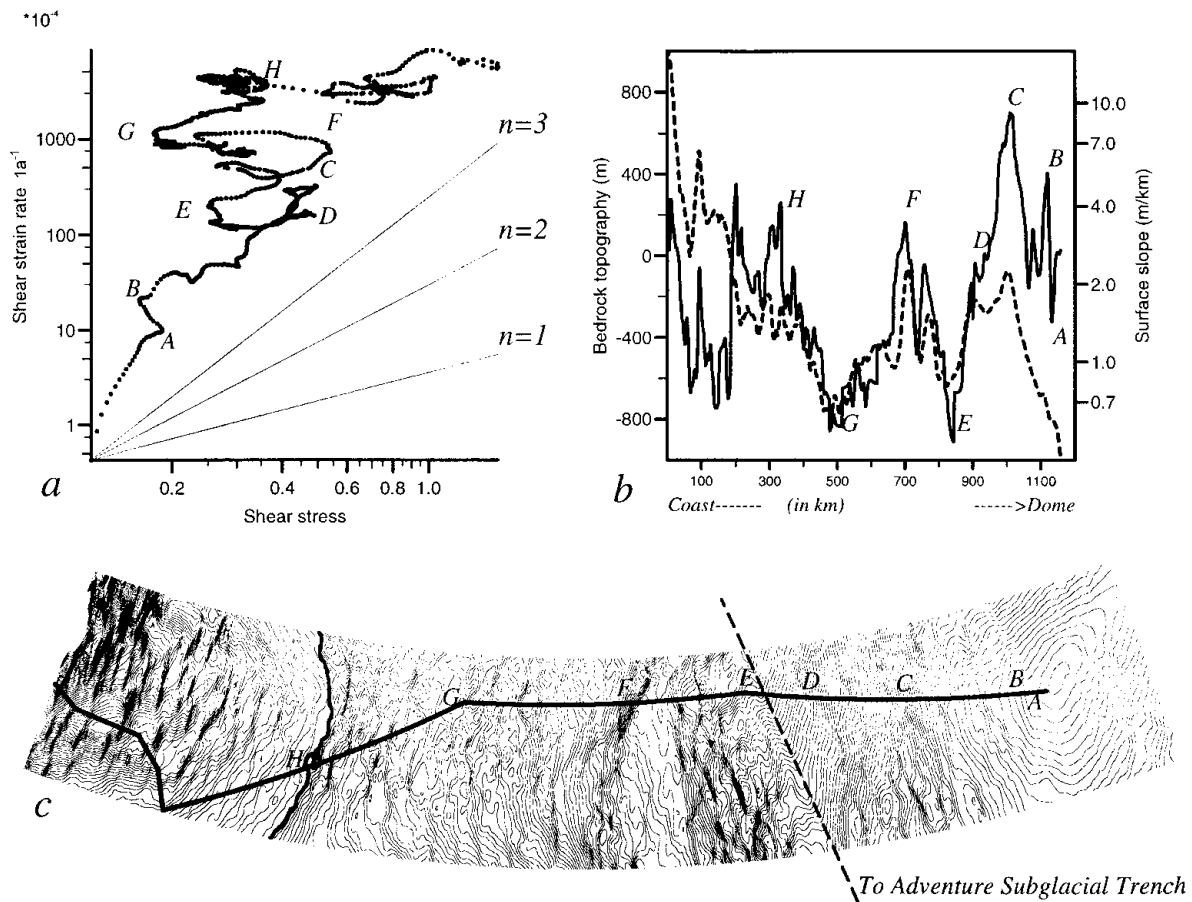 *10-4
Shear strain rate 1a-1
1000
100
10
1
0.2
0.4
0.6
0.8
1.0
Shear stress
H
G
F
C
E
D
B
A
n=3
n=2
n=1
a
Bedrock topography (m)
800
400
0
-400
-800
100
300
500
700
900
1100
Coast------ (in km) ---->Dome
Surface slope (m/km)
10.0
7.0
4.0
2.0
1.0
0.7
C
B
H
F
D
A
G
E
b
G
F
E
D
C
B
A
H
c
To Adventure Subglacial Trench